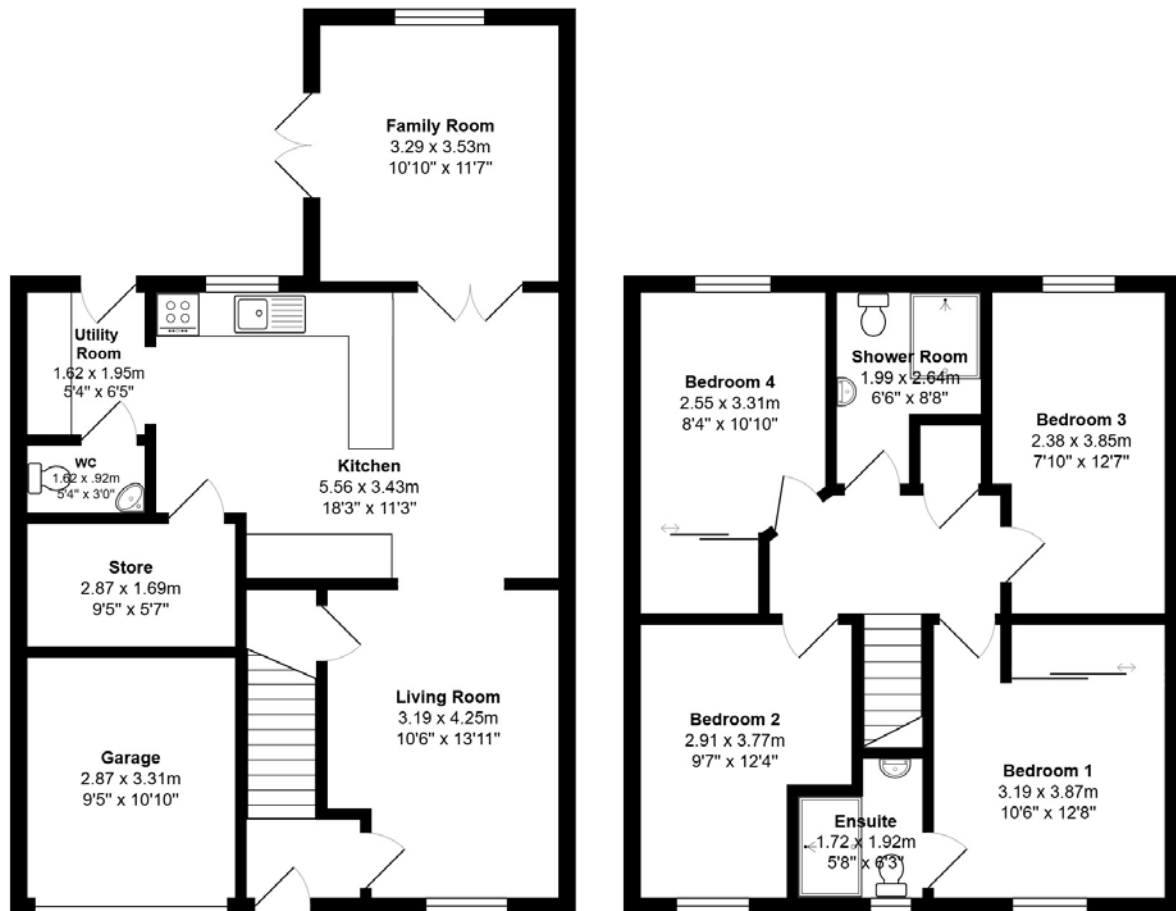 Family Room
3.29 x 3.53m
10'10" x 11'7"
Utility
Room
1.62 x 1.95m
5'4" x 6'5"
wc
1.62 x .92m
5'4" x 3'0"
Kitchen
5.56 x 3.43m
18'3" x 11'3"
Store
2.87 x 1.69m
9'5" x 5'7"
Living Room
3.19 x 4.25m
10'6" x 13'11"
Garage
2.87 x 3.31m
9'5" x 10'10"
Bedroom 4
2.55 x 3.31m
8'4" x 10'10"
Shower Room
1.99 x 2.64m
6'6" x 8'8"
Bedroom 3
2.38 x 3.85m
7'10" x 12'7"
Bedroom 2
2.91 x 3.77m
9'7" x 12'4"
Ensuite
1.72 x 1.92m
5'8" x 6'3"
Bedroom 1
3.19 x 3.87m
10'6" x 12'8"